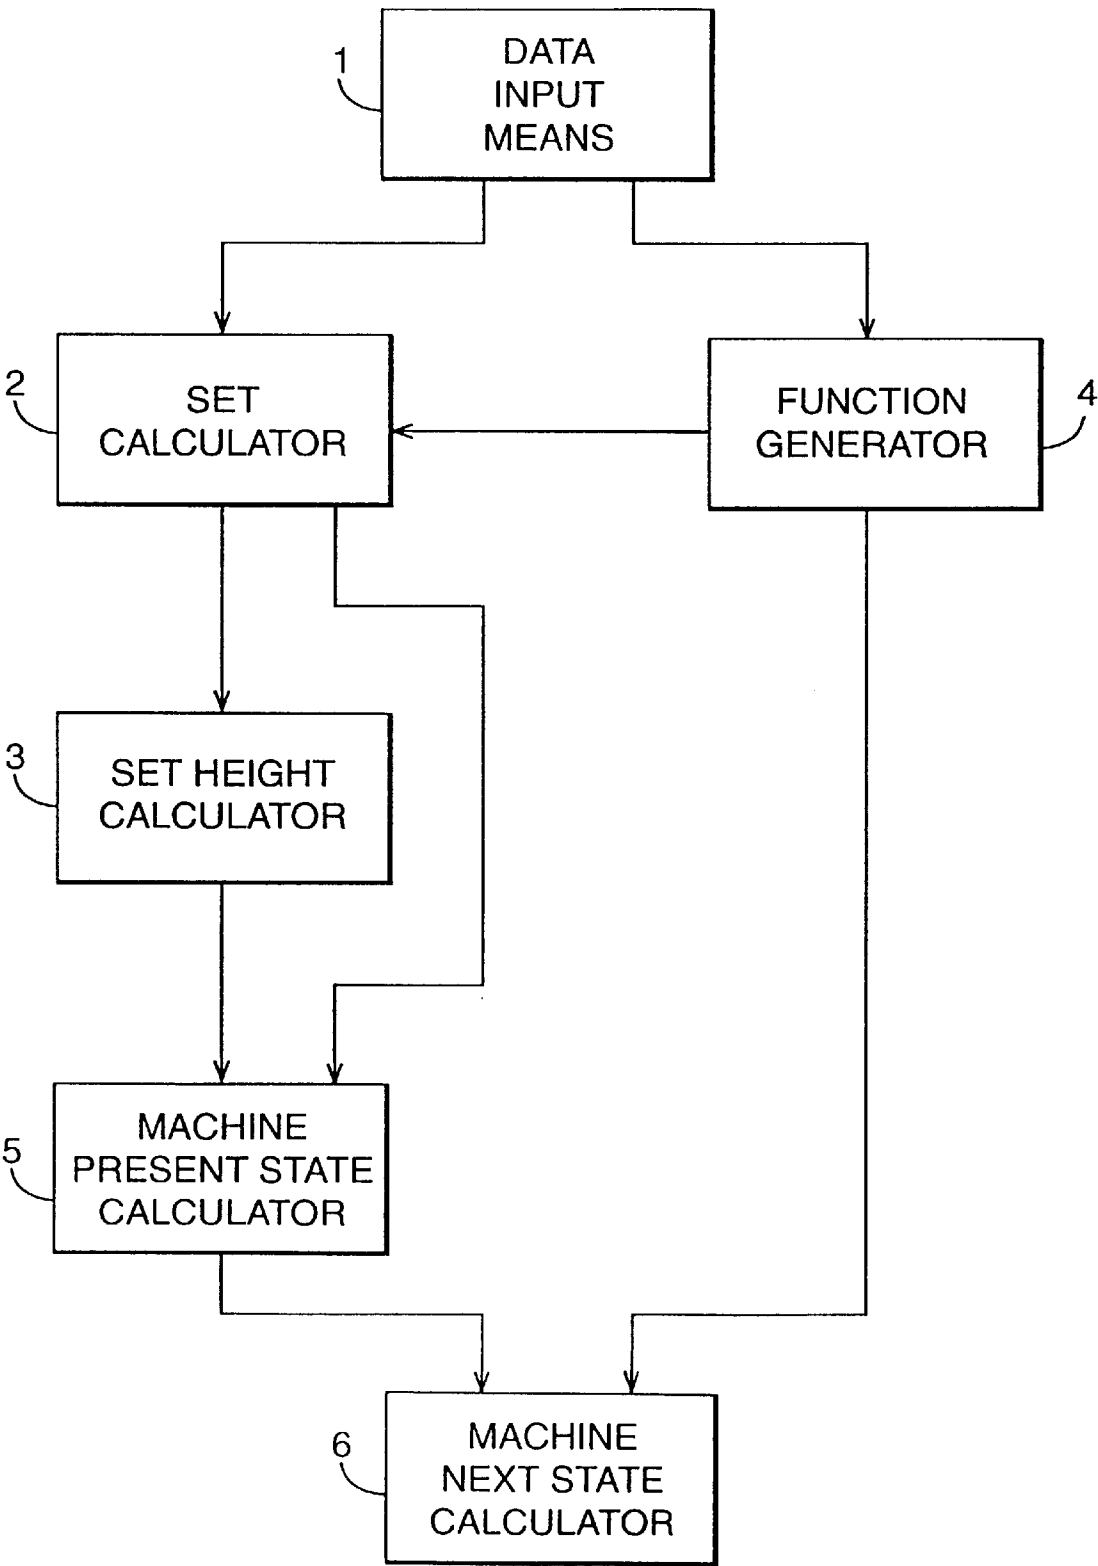 1
DATA
INPUT
MEANS
2
SET
CALCULATOR
FUNCTION
GENERATOR
4
3
SET HEIGHT
CALCULATOR
5
MACHINE
PRESENT STATE
CALCULATOR
6
MACHINE
NEXT STATE
CALCULATOR